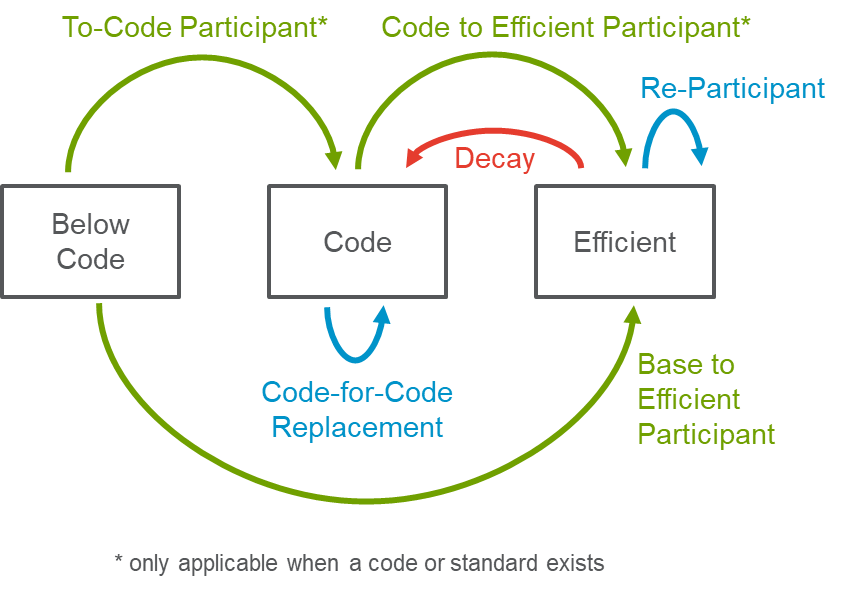 To-Code Participant*
Code to Efficient Participant*
Re-Participant
Decay
Below
Code
Code
Efficient
Code-for-Code
Replacement
Base to
Efficient
Participant
* only applicable when a code or standard exists